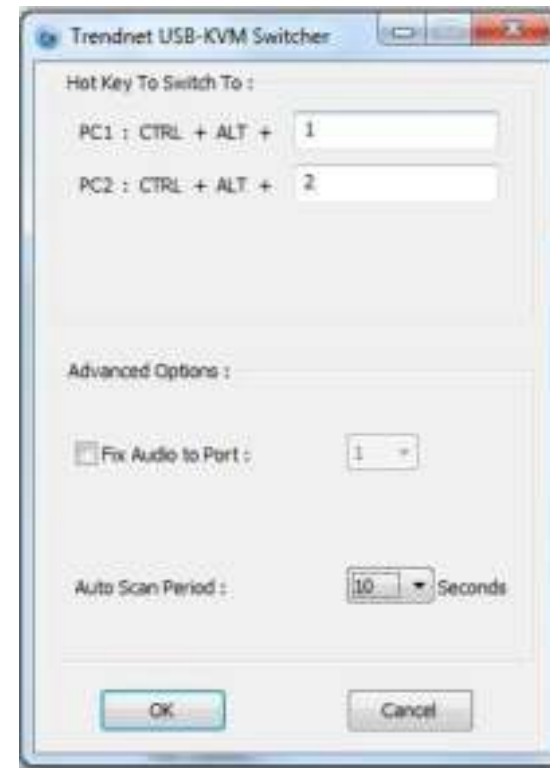 Trendnet USB-KVM Switcher
Hot Key To Switch To :
PC1 : CTRL + ALT + 1
PC2 : CTRL + ALT + 2
Advanced Options :
Fix Audio to Port : 1
Auto Scan Period : 10 Seconds
OK Cancel